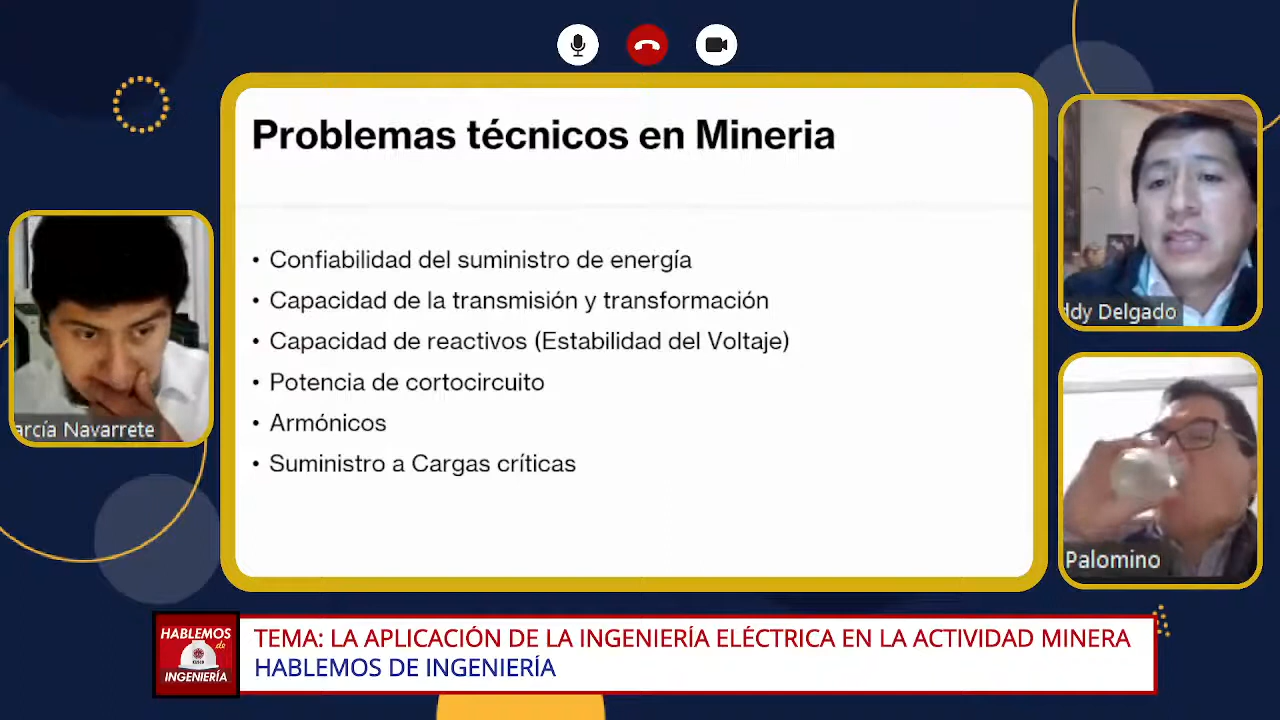 Problemas técnicos en Mineria
• Confiabilidad del suministro de energía
• Capacidad de la transmisión y transformación
• Capacidad de reactivos (Estabilidad del Voltaje)
• Potencia de cortocircuito
• Armónicos
• Suministro a Cargas críticas
arcía Navarrete
ddy Delgado
Palomino
HABLEMOS
de
INGENIERÍA
TEMA: LA APLICACIÓN DE LA INGENIERÍA ELÉCTRICA EN LA ACTIVIDAD MINERA
HABLEMOS DE INGENIERÍA